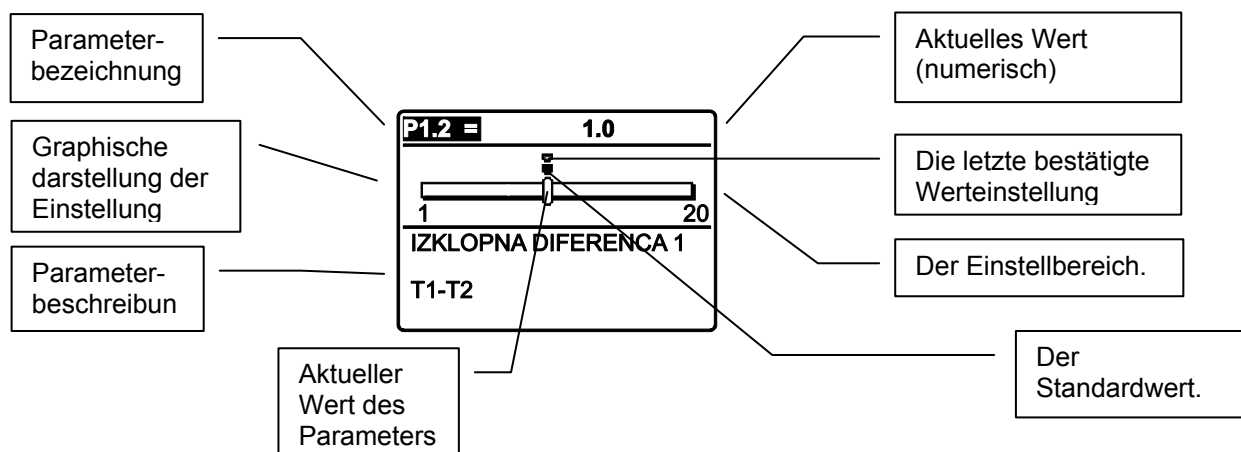 Parameter-
bezeichnung
Graphische
darstellung der
Einstellung
Parameter-
beschreibun
P1.2 = 1.0
1 20
IZKLOPNA DIFERENCA 1
T1-T2
Aktueller
Wert des
Parameters
Aktuelles Wert
(numerisch)
Die letzte bestätigte
Werteinstellung
Der Einstellbereich.
Der
Standardwert.